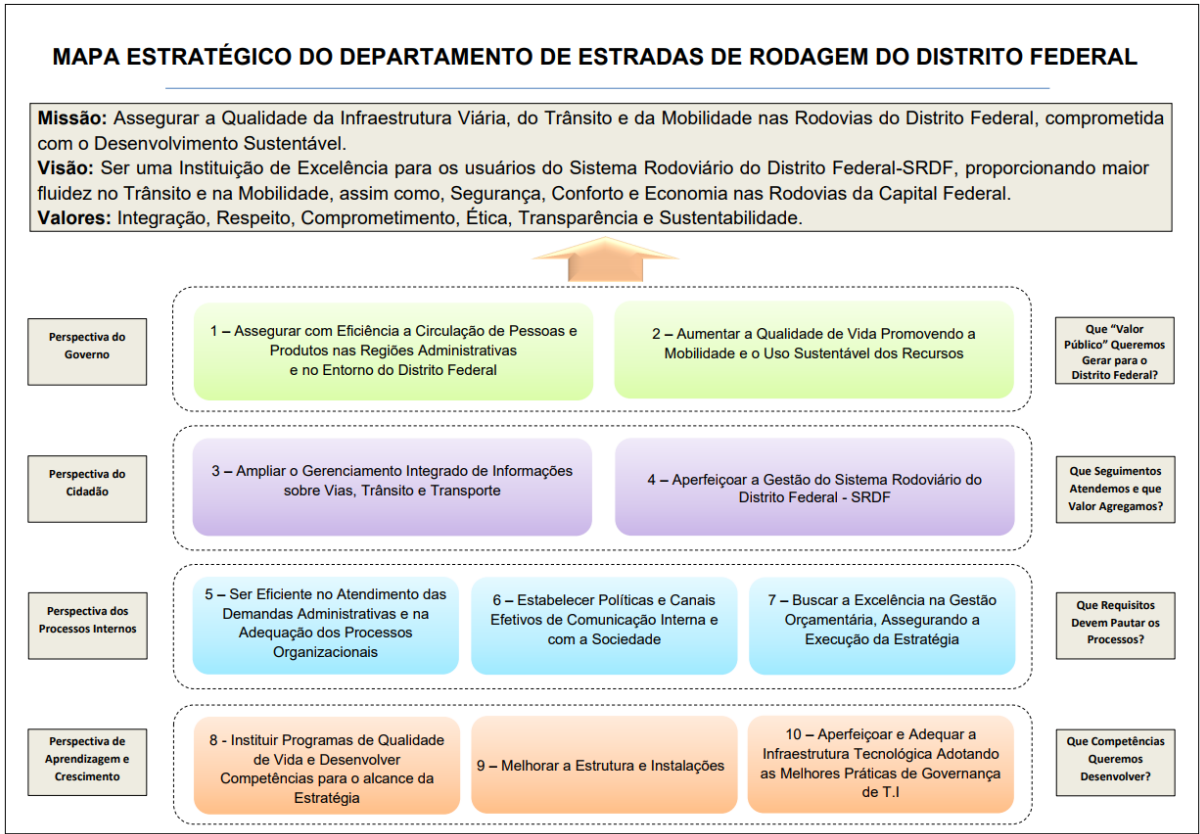 MAPA ESTRATÉGICO DO DEPARTAMENTO DE ESTRADAS DE RODAGEM DO DISTRITO FEDERAL
Missão: Assegurar a Qualidade da Infraestrutura Viária, do Trânsito e da Mobilidade nas Rodovias do Distrito Federal, comprometida
com o Desenvolvimento Sustentável.
Visão: Ser uma Instituição de Excelência para os usuários do Sistema Rodoviário do Distrito Federal-SRDF, proporcionando maior
fluidez no Trânsito e na Mobilidade, assim como, Segurança, Conforto e Economia nas Rodovias da Capital Federal.
Valores: Integração, Respeito, Comprometimento, Ética, Transparência e Sustentabilidade.
Perspectiva do
Governo
1 – Assegurar com Eficiência a Circulação de Pessoas e
Produtos nas Regiões Administrativas
e no Entorno do Distrito Federal
2 – Aumentar a Qualidade de Vida Promovendo a
Mobilidade e o Uso Sustentável dos Recursos
Que “Valor
Público” Queremos
Gerar para o
Distrito Federal?
Perspectiva do
Cidadão
3 – Ampliar o Gerenciamento Integrado de Informações
sobre Vias, Trânsito e Transporte
4 – Aperfeiçoar a Gestão do Sistema Rodoviário do
Distrito Federal - SRDF
Que Seguimentos
Atendemos e que
Valor Agregamos?
Perspectiva dos
Processos Internos
5 – Ser Eficiente no Atendimento das
Demandas Administrativas e na
Adequação dos Processos
Organizacionais
6 – Estabelecer Políticas e Canais
Efetivos de Comunicação Interna e
com a Sociedade
7 – Buscar a Excelência na Gestão
Orçamentária, Assegurando a
Execução da Estratégia
Que Requisitos
Devem Pautar os
Processos?
Perspectiva de
Aprendizagem e
Crescimento
8 - Instituir Programas de Qualidade
de Vida e Desenvolver
Competências para o alcance da
Estratégia
9 – Melhorar a Estrutura e Instalações
10 – Aperfeiçoar e Adequar a
Infraestrutura Tecnológica Adotando
as Melhores Práticas de Governança
de T.I
Que Competências
Queremos
Desenvolver?